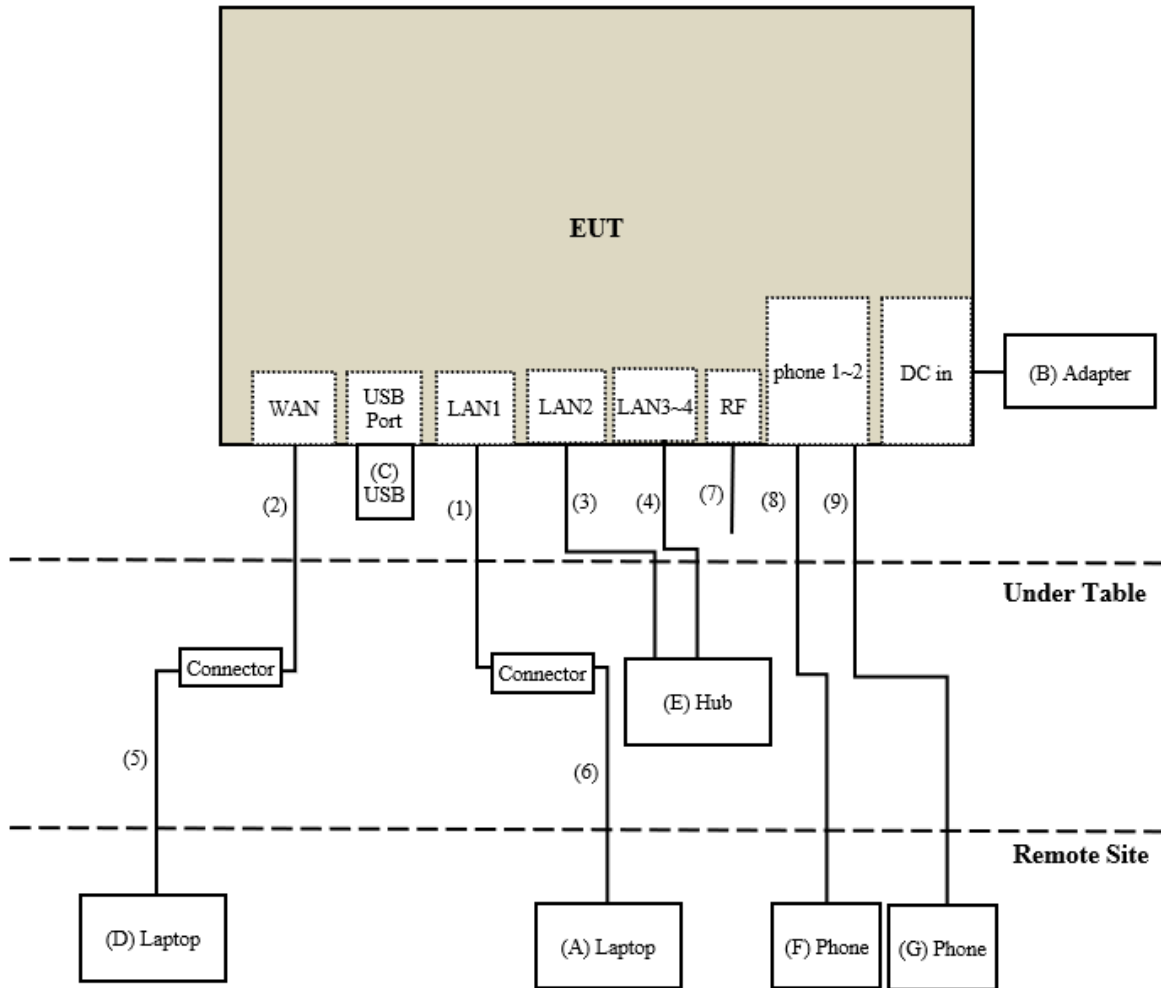 EUT
phone 1~2
DC in
(B) Adapter
WAN
USB
Port
LAN1
LAN2
LAN3~4
RF
(C)
USB
(2)
(1)
(3)
(4)
(7)
(8)
(9)
Under Table
Connector
Connector
(E) Hub
(5)
(6)
Remote Site
(D) Laptop
(A) Laptop
(F) Phone
(G) Phone